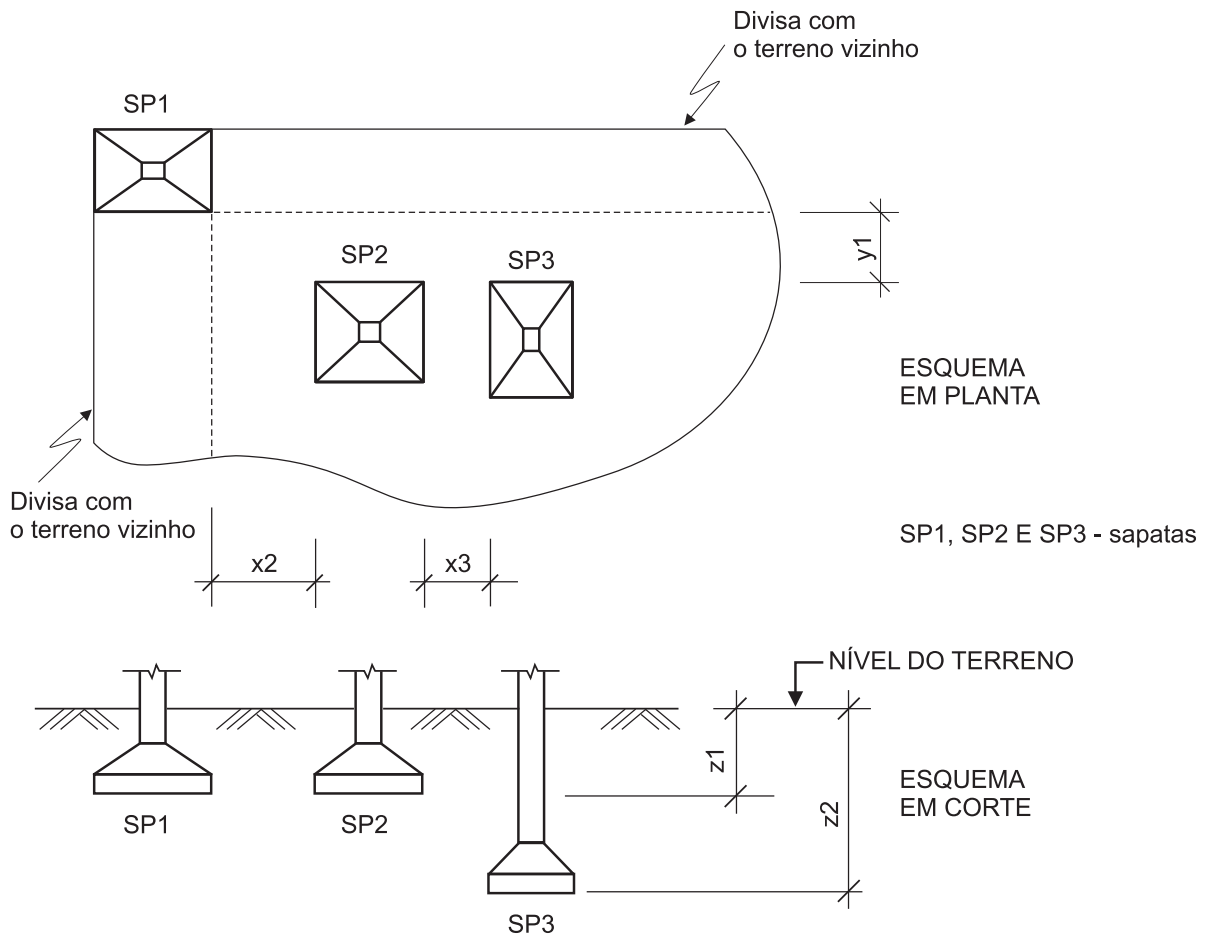 Divisa com
o terreno vizinho
SP1
SP2
SP3
y1
ESQUEMA
EM PLANTA
Divisa com
o terreno vizinho
SP1, SP2 E SP3 - sapatas
x2
x3
NÍVEL DO TERRENO
z1
z2
ESQUEMA
EM CORTE
SP1
SP2
SP3